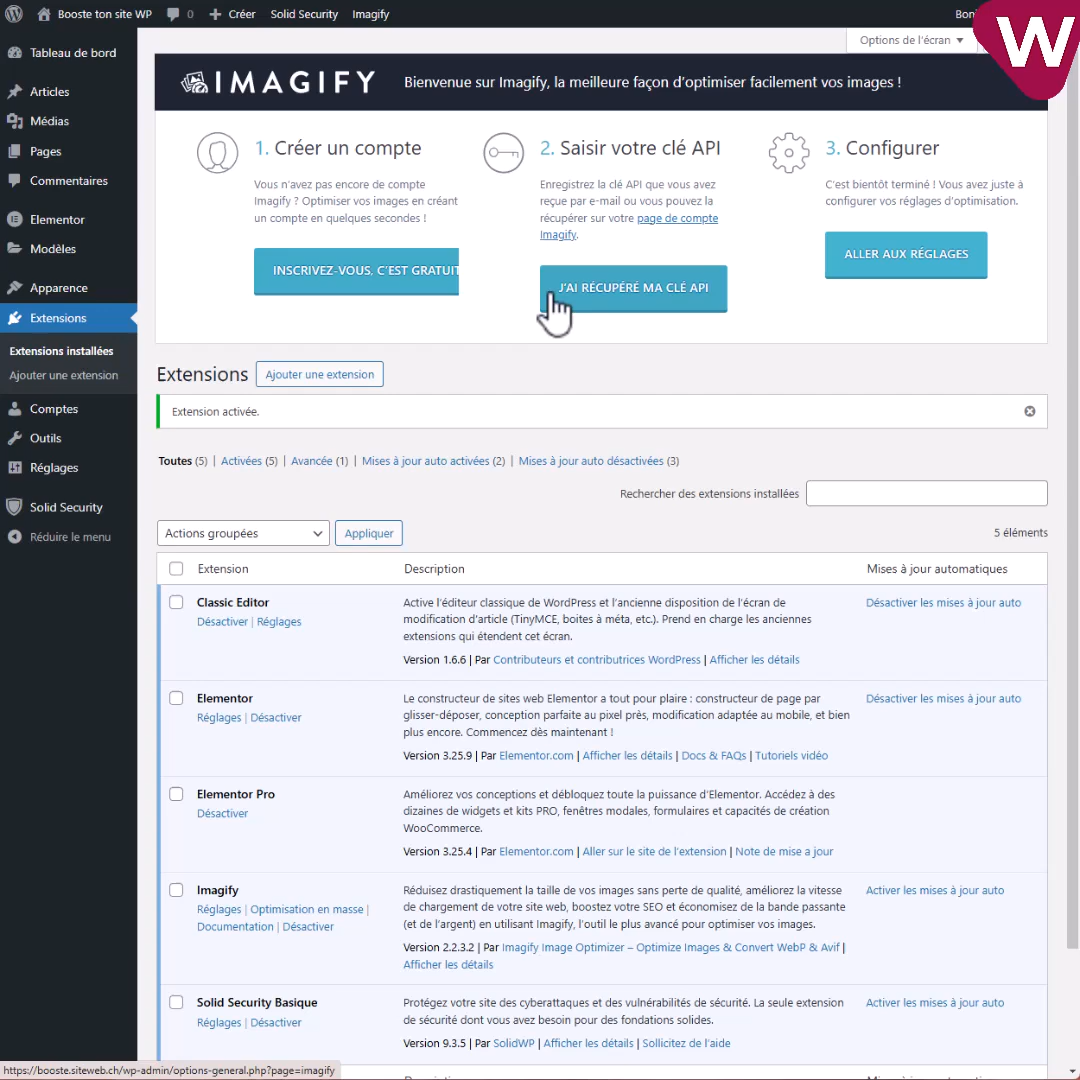 Booste ton site WP 0 Créer Solid Security Imagify
Tableau de bord
Articles
Médias
Pages
Commentaires
Elementor
Modèles
Apparence
Extensions
Extensions installées
Ajouter une extension
Comptes
Outils
Réglages
Solid Security
Réduire le menu
W
Options de l'écran
IMAGIFY Bienvenue sur Imagify, la meilleure façon d'optimiser facilement vos images !
1. Créer un compte
Vous n'avez pas encore de compte
Imagify ? Optimiser vos images en créant
un compte en quelques secondes !
INSCRIVEZ-VOUS, C'EST GRATUIT
2. Saisir votre clé API
Enregistrez la clé API que vous avez
reçue par e-mail ou vous pouvez la
récupérer sur votre page de compte
Imagify.
J'AI RÉCUPÉRÉ MA CLÉ API
3. Configurer
C'est bientôt terminé ! Vous avez juste à
configurer vos réglages d'optimisation.
ALLER AUX RÉGLAGES
Extensions Ajouter une extension
Extension activée.
Toutes (5) | Activées (5) | Avancée (1) | Mises à jour auto activées (2) | Mises à jour auto désactivées (3)
Rechercher des extensions installées
Actions groupées Appliquer 5 éléments
Extension Description Mises à jour automatiques
Classic Editor
Désactiver | Réglages
Active l'éditeur classique de WordPress et l'ancienne disposition de l'écran de
modification d'article (TinyMCE, boites à méta, etc.). Prend en charge les anciennes
extensions qui étendent cet écran.
Version 1.6.6 | Par Contributeurs et contributrices WordPress | Afficher les détails
Désactiver les mises à jour auto
Elementor
Réglages | Désactiver
Le constructeur de sites web Elementor a tout pour plaire : constructeur de page par
glisser-déposer, conception parfaite au pixel près, modification adaptée au mobile, et bien
plus encore. Commencez dès maintenant !
Version 3.25.9 | Par Elementor.com | Afficher les détails | Docs & FAQs | Tutoriels vidéo
Désactiver les mises à jour auto
Elementor Pro
Désactiver
Améliorez vos conceptions et débloquez toute la puissance d'Elementor. Accédez à des
dizaines de widgets et kits PRO, fenêtres modales, formulaires et capacités de création
WooCommerce.
Version 3.25.4 | Par Elementor.com | Aller sur le site de l'extension | Note de mise a jour
Imagify
Réglages | Optimisation en masse |
Documentation | Désactiver
Réduisez drastiquement la taille de vos images sans perte de qualité, améliorez la vitesse
de chargement de votre site web, boostez votre SEO et économisez de la bande passante
(et de l'argent) en utilisant Imagify, l'outil le plus avancé pour optimiser vos images.
Version 2.2.3.2 | Par Imagify Image Optimizer – Optimize Images & Convert WebP & Avif |
Afficher les détails
Activer les mises à jour auto
Solid Security Basique
Réglages | Désactiver
Protégez votre site des cyberattaques et des vulnérabilités de sécurité. La seule extension
de sécurité dont vous avez besoin pour des fondations solides.
Version 9.3.5 | Par SolidWP | Afficher les détails | Sollicitez de l'aide
Activer les mises à jour auto
https://booste.siteweb.ch/wp-admin/options-general.php?page=imagify